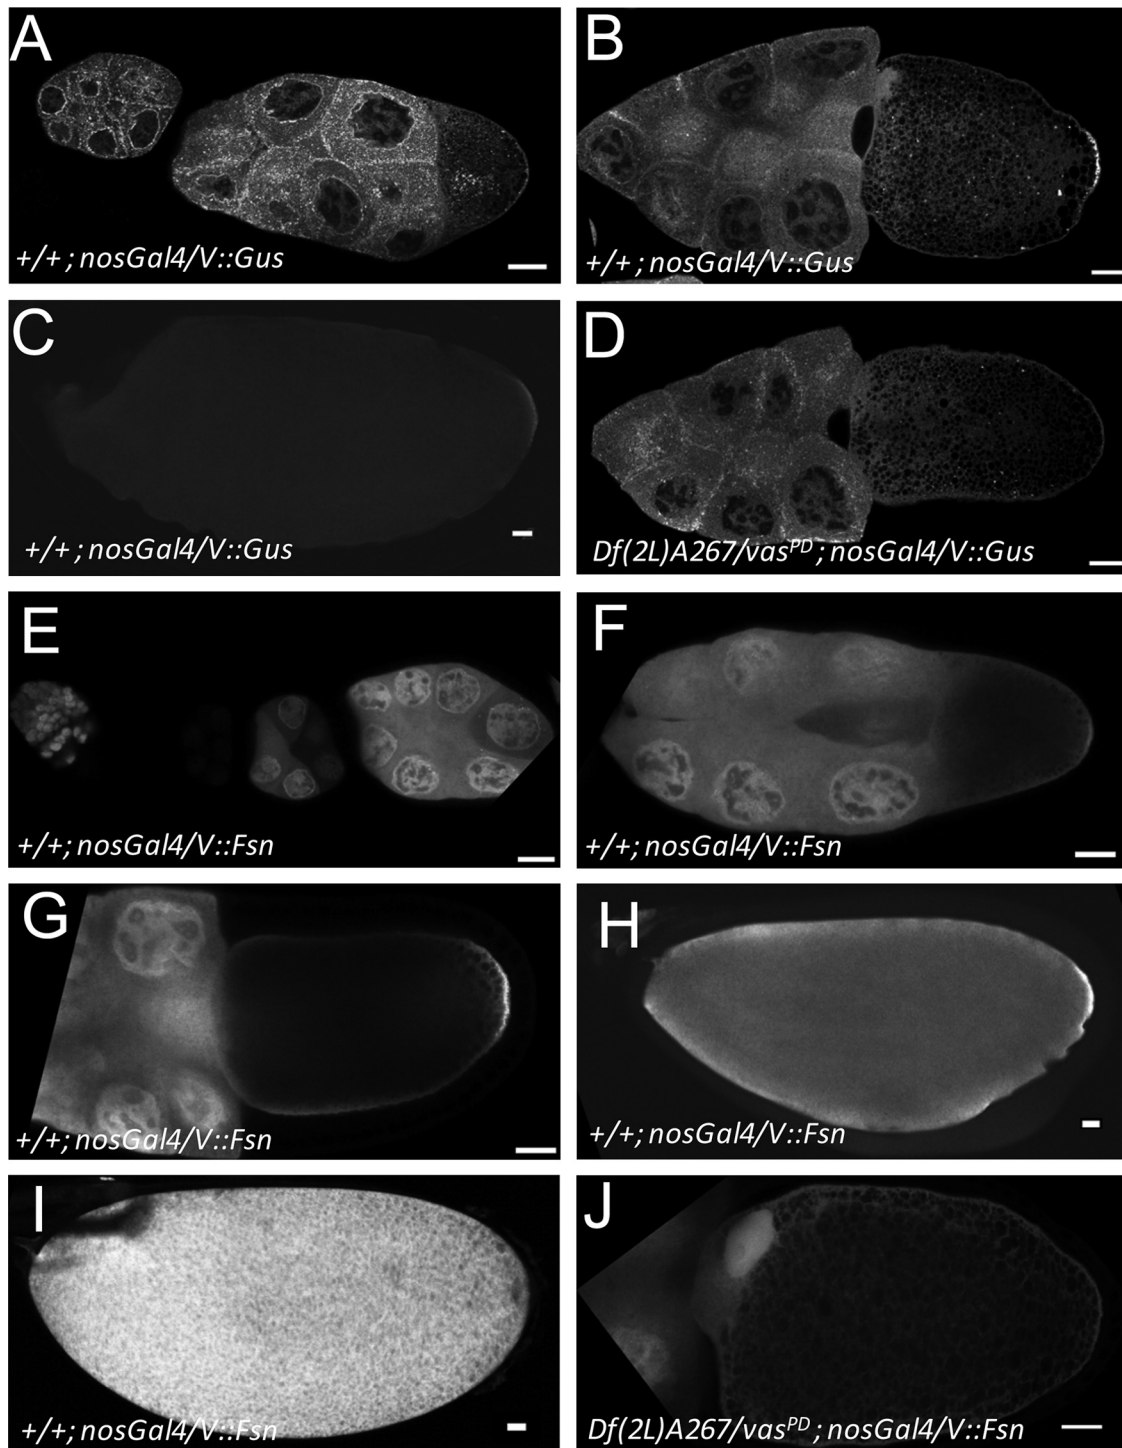 A
+/+; nosGal4/V::Gus
B
+/+; nosGal4/V::Gus
C
+/+; nosGal4/V::Gus
D
Df(2L)A267/vasPD; nosGal4/V::Gus
E
+/+; nosGal4/V::Fsn
F
+/+; nosGal4/V::Fsn
G
+/+; nosGal4/V::Fsn
H
+/+; nosGal4/V::Fsn
I
+/+; nosGal4/V::Fsn
J
Df(2L)A267/vasPD; nosGal4/V::Fsn